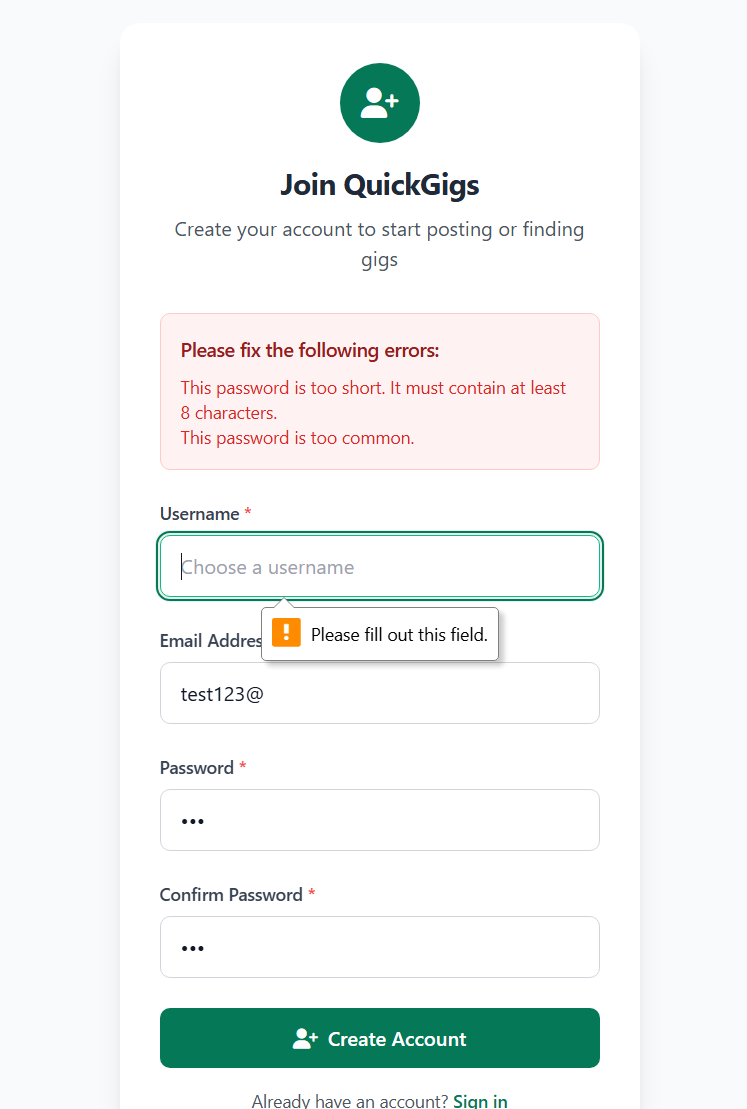 Join QuickGigs
Create your account to start posting or finding
gigs
Please fix the following errors:
This password is too short. It must contain at least
8 characters.
This password is too common.
Username *
Choose a username
Please fill out this field.
Email Addres
test123@
Password *
•••
Confirm Password *
•••
Create Account
Already have an account? Sign in